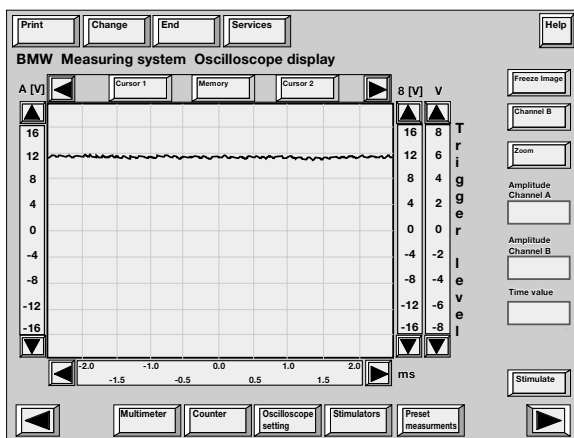 Print Change End Services Help
BMW Measuring system Oscilloscope display
A [V] Cursor 1 Memory Cursor 2 8 [V] V
Freeze Image
Channel B
Zoom
16 16 8
12 12 6
8 8 4
4 4 2
0 0 0
-4 -4 -2
-8 -8 -4
-12 -12 -6
-16 -16 -8
Trigger level
Amplitude
Channel A
Amplitude
Channel B
Time value
-2.0 -1.0 0.0 1.0 2.0
-1.5 -0.5 0.5 1.5
ms
Stimulate
Multimeter Counter Oscilloscope
setting Stimulators Preset
measurments